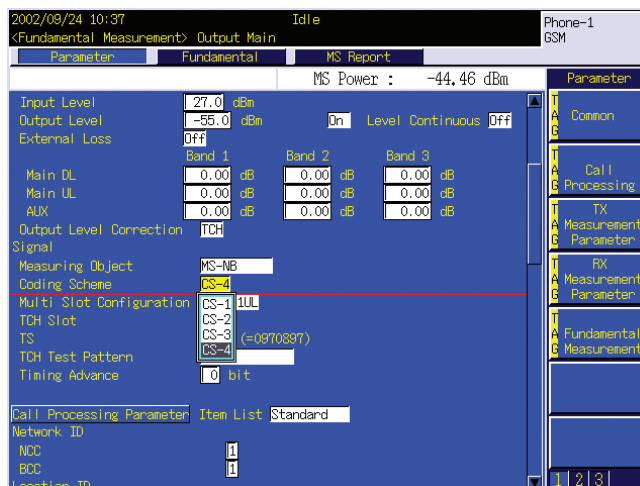 2002/09/24 10:37 Idle Phone-1
<Fundamental Measurement> Output Main GSM
Parameter Fundamental MS Report
MS Power : -44.46 dBm Parameter
Input Level 27.0 dBm
Output Level -55.0 dBm On Level Continuous Off
External Loss Off
Band 1 Band 2 Band 3
Main DL 0.00 dB 0.00 dB 0.00 dB
Main UL 0.00 dB 0.00 dB 0.00 dB
AUX 0.00 dB 0.00 dB 0.00 dB
Output Level Correction TCH
Signal
Measuring Object MS-NB
Coding Scheme CS-4
Multi Slot Configuration 1UL
CS-1
CS-2
CS-3
CS-4
TCH Slot
TS (=0970897)
TCH Test Pattern
Timing Advance 0 bit
Call Processing Parameter Item List Standard
Network ID
NCC 1
BCC 1
Location ID
TAG Common
TAG Call Processing
TAG TX Measurement Parameter
TAG RX Measurement Parameter
TAG Fundamental Measurement
1 2 3